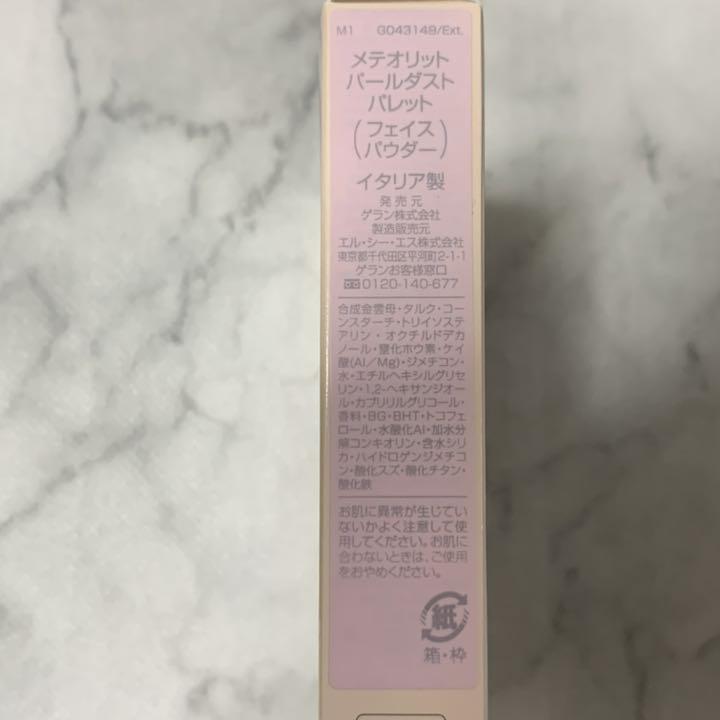 M1 G043149/Ext.
メテオリット
パールダスト
パレット
(フェイス
パウダー)
イタリア製
発売元
ゲラン株式会社
製造販売元
エル・シー・エス株式会社
東京都千代田区平河町2-1-1
ゲランお客様窓口
0120-140-677
合成金雲母・タルク・コー
ンスターチ・トリイソステ
アリン・オクチルドデカ
ノール・窒化ホウ素・ケイ
酸(Al/Mg)・ジメチコン・
水・エチルヘキシルグリセ
リン・1,2-ヘキサンジオー
ル・カプリリルグリコール・
香料・BG・BHT・トコフェ
ロール・水酸化Al・加水分
解コンキオリン・含水シリ
カ・ハイドロゲンジメチコ
ン・酸化スズ・酸化チタン・
酸化鉄
お肌に異常が生じてい
ないかよく注意して使
用してください。お肌に
合わないときは、ご使用
をおやめください。
紙
箱・枠